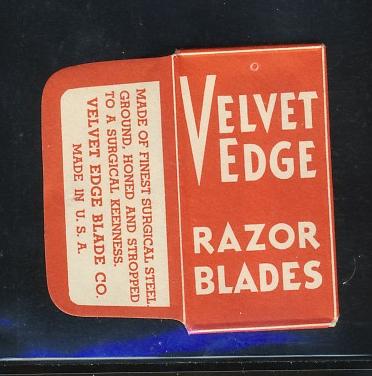 VELVET
EDGE
RAZOR
BLADES
MADE OF FINEST SURGICAL STEEL.
GROUND, HONED AND STROPPED
TO A SURGICAL KEENNESS.
VELVET EDGE BLADE CO.
MADE IN U. S. A.